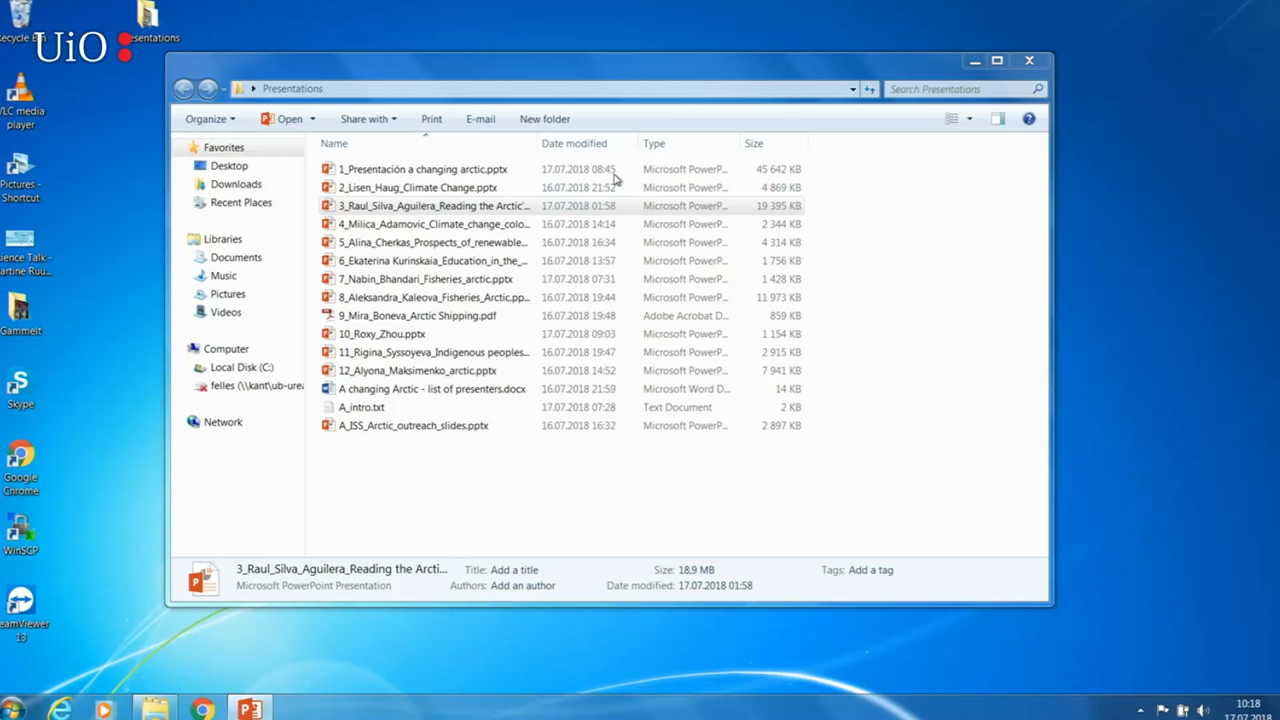 Recycle Bin
UiO
esentations
VLC media
player
Pictures -
Shortcut
cience Talk -
artine Ruu...
Gammelt
Skype
Google
Chrome
WinSCP
eamViewer
13
Presentations
Search Presentations
Organize Open Share with Print E-mail New folder
Favorites
Desktop
Downloads
Recent Places
Libraries
Documents
Music
Pictures
Videos
Computer
Local Disk (C:)
felles (\\kant\ub-urea
Network
Name Date modified Type Size
1_Presentación a changing arctic.pptx 17.07.2018 08:45 Microsoft PowerP... 45 642 KB
2_Lisen_Haug_Climate Change.pptx 16.07.2018 21:52 Microsoft PowerP... 4 869 KB
3_Raul_Silva_Aguilera_Reading the Arctic'... 17.07.2018 01:58 Microsoft PowerP... 19 395 KB
4_Milica_Adamovic_Climate_change_colo... 16.07.2018 14:14 Microsoft PowerP... 2 344 KB
5_Alina_Cherkas_Prospects_of_renewable... 16.07.2018 16:34 Microsoft PowerP... 4 314 KB
6_Ekaterina Kurinskaia_Education_in_the_... 16.07.2018 13:57 Microsoft PowerP... 1 756 KB
7_Nabin_Bhandari_Fisheries_arctic.pptx 17.07.2018 07:31 Microsoft PowerP... 1 428 KB
8_Aleksandra_Kaleova_Fisheries_Arctic.pp... 16.07.2018 19:44 Microsoft PowerP... 11 973 KB
9_Mira_Boneva_Arctic Shipping.pdf 16.07.2018 19:48 Adobe Acrobat D... 859 KB
10_Roxy_Zhou.pptx 17.07.2018 09:03 Microsoft PowerP... 1 154 KB
11_Rigina_Syssoyeva_Indigenous peoples... 16.07.2018 19:47 Microsoft PowerP... 2 915 KB
12_Alyona_Maksimenko_arctic.pptx 16.07.2018 14:52 Microsoft PowerP... 7 941 KB
A changing Arctic - list of presenters.docx 16.07.2018 21:59 Microsoft Word D... 14 KB
A_intro.txt 17.07.2018 07:28 Text Document 2 KB
A_ISS_Arctic_outreach_slides.pptx 16.07.2018 16:32 Microsoft PowerP... 2 897 KB
3_Raul_Silva_Aguilera_Reading the Arcti... Title: Add a title Size: 18,9 MB Tags: Add a tag
Microsoft PowerPoint Presentation Authors: Add an author Date modified: 17.07.2018 01:58
10:18
17.07.2018